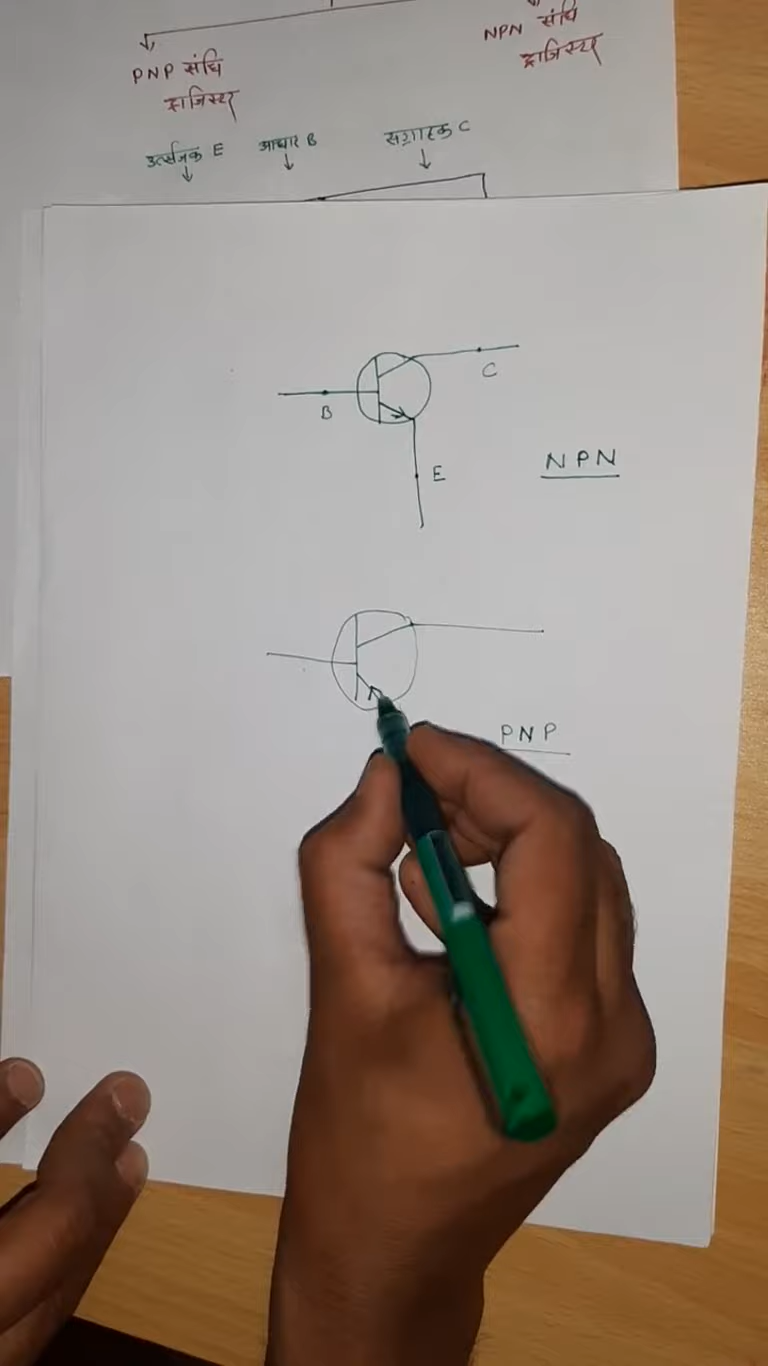 PNP संधि
ट्राजिस्टर
NPN संधि
ट्राजिस्टर
उत्सर्जक E
आधार B
संग्राहक C
B
C
E
NPN
PNP